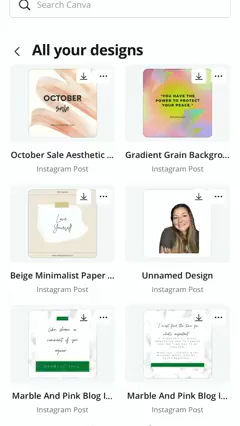 Search Canva
All your designs
OCTOBER
Sale
"YOU HAVE THE
POWER TO PROTECT
YOUR PEACE."
October Sale Aesthetic ...
Instagram Post
Gradient Grain Backgro...
Instagram Post
Love
Yourself
Beige Minimalist Paper ...
Instagram Post
Unnamed Design
Instagram Post
Marble And Pink Blog I...
Instagram Post
Marble And Pink Blog I...
Instagram Post